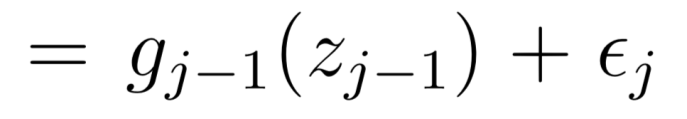 = g_{j-1}(z_{j-1}) + ϵ_j